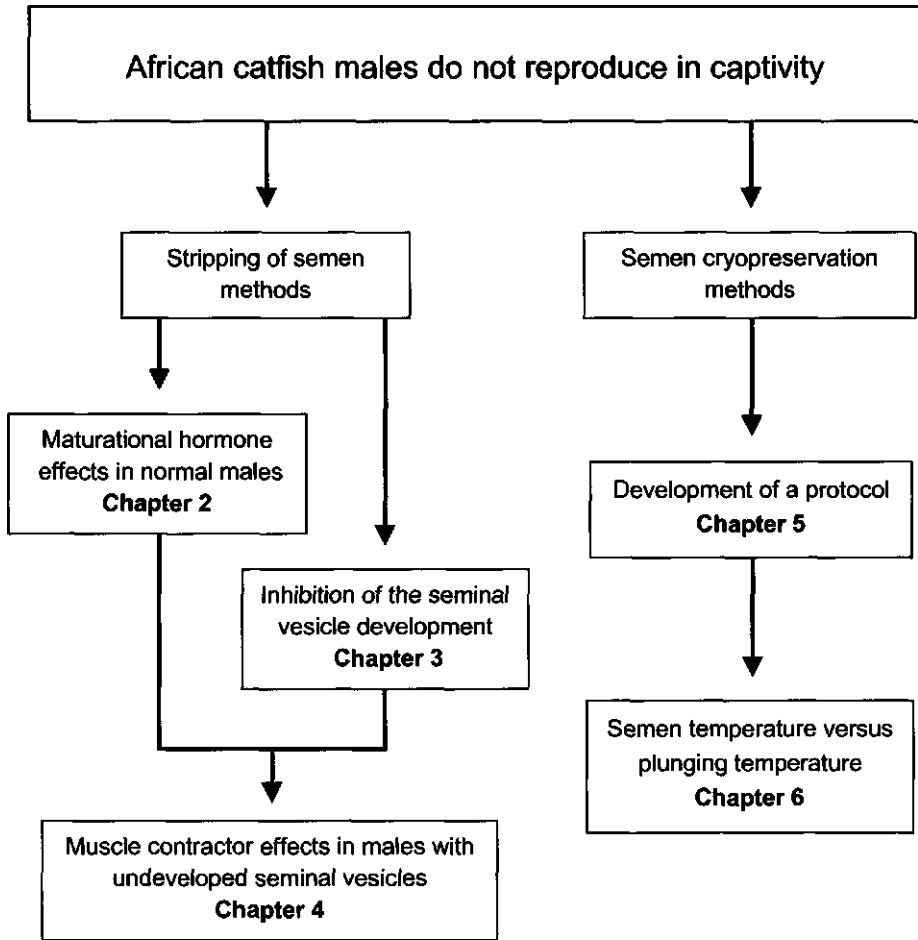 African catfish males do not reproduce in captivity
Stripping of semen
methods
Semen cryopreservation
methods
Maturational hormone
effects in normal males
Chapter 2
Development of a protocol
Chapter 5
Inhibition of the seminal
vesicle development
Chapter 3
Semen temperature versus
plunging temperature
Chapter 6
Muscle contractor effects in males with
undeveloped seminal vesicles
Chapter 4